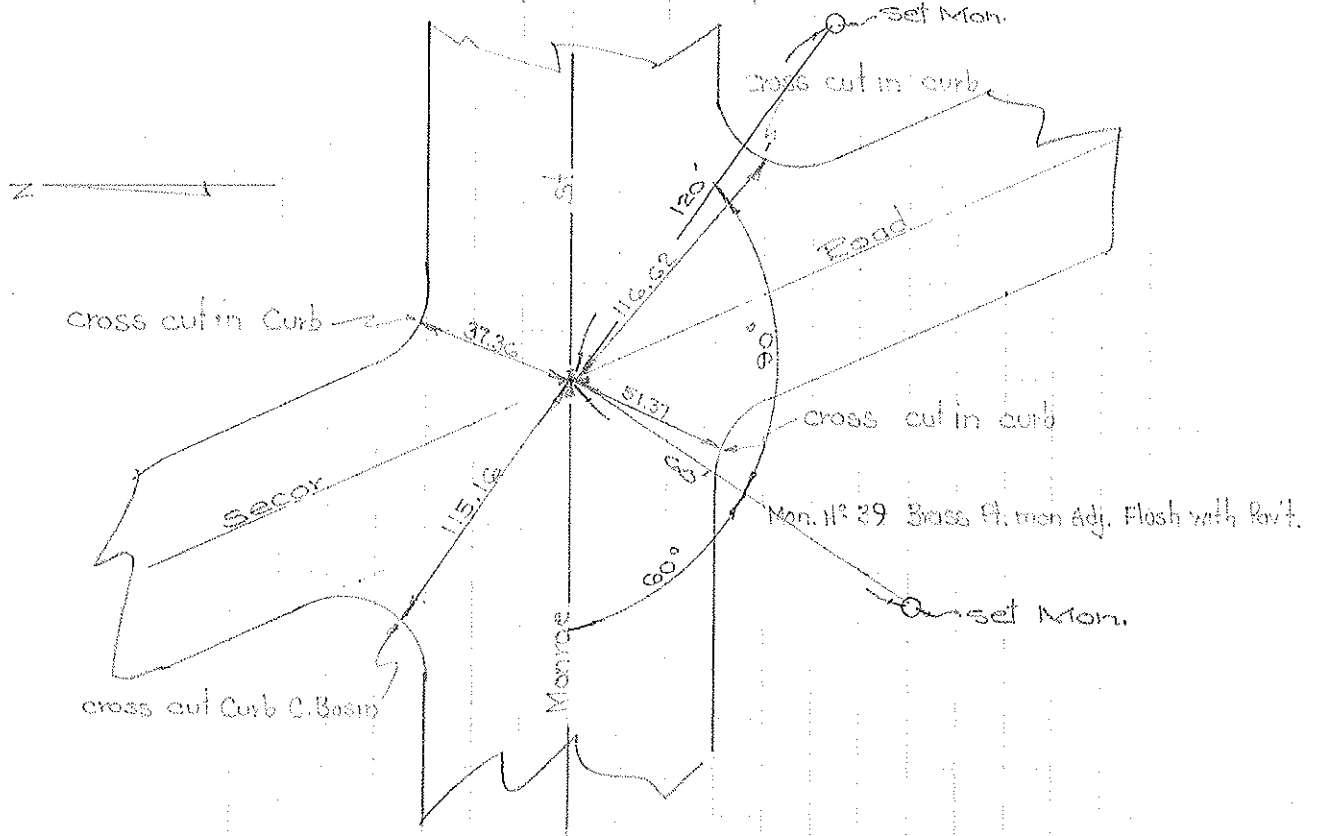 set Mon.
cross cut in curb
N
St
120'
Road
116.62
cross cut in Curb
37.36
90°
51.37
cross cut in curb
Secor
115.16
Mon. Nº 29 Brass Pt. mon Adj. Flush with Pav't.
60°
set Mon.
Monroe
cross cut Curb C. Basin